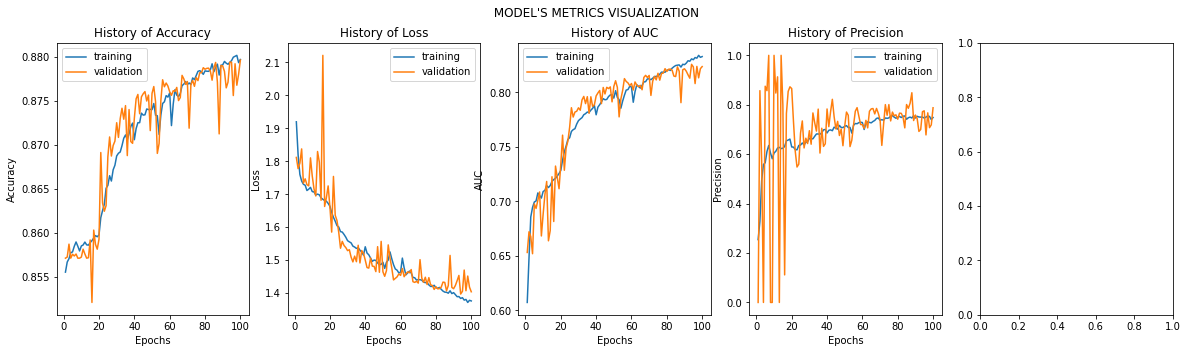 MODEL'S METRICS VISUALIZATION
History of Accuracy
training
validation
0.880
0.875
0.870
0.865
0.860
0.855
Accuracy
0 20 40 60 80 100
Epochs
History of Loss
training
validation
2.1
2.0
1.9
1.8
1.7
1.6
1.5
1.4
Loss
0 20 40 60 80 100
Epochs
History of AUC
training
validation
0.80
0.75
0.70
0.65
0.60
AUC
0 20 40 60 80 100
Epochs
History of Precision
training
validation
1.0
0.8
0.6
0.4
0.2
0.0
Precision
0 20 40 60 80 100
Epochs
1.0
0.8
0.6
0.4
0.2
0.0
0.0 0.2 0.4 0.6 0.8 1.0